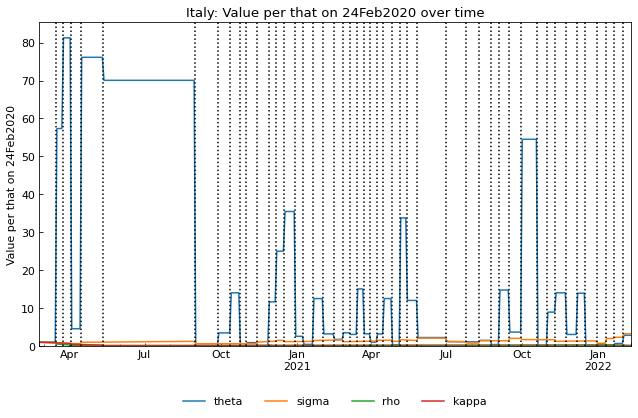 Italy: Value per that on 24Feb2020 over time
Value per that on 24Feb2020
80
70
60
50
40
30
20
10
0
Apr Jul Oct Jan Apr Jul Oct Jan
2021 2022
theta sigma rho kappa